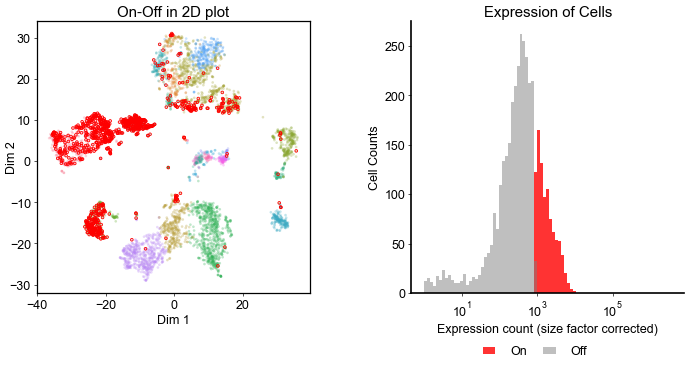 On-Off in 2D plot
30
20
10
0
−10
−20
−30
−40
−20
0
20
Dim 2
Dim 1
Expression of Cells
250
200
150
100
50
0
10^1
10^3
10^5
Cell Counts
Expression count (size factor corrected)
On
Off